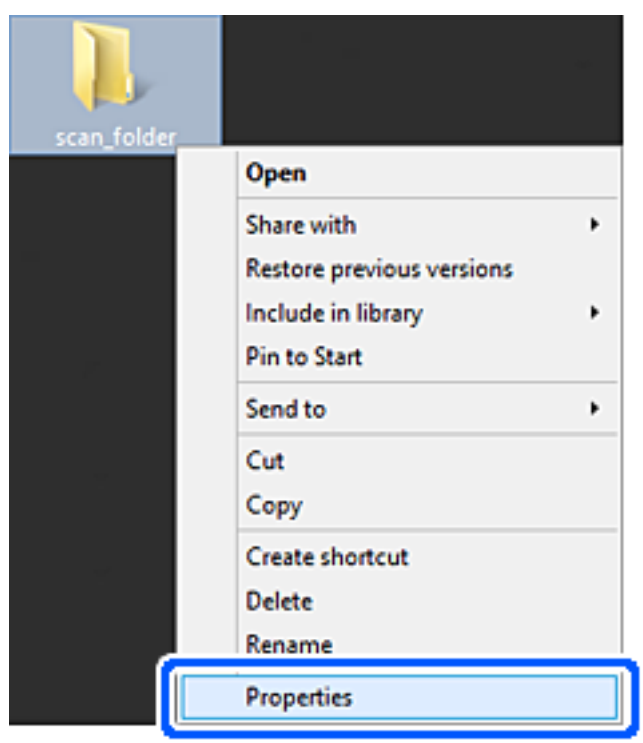 scan_folder
Open
Share with
Restore previous versions
Include in library
Pin to Start
Send to
Cut
Copy
Create shortcut
Delete
Rename
Properties